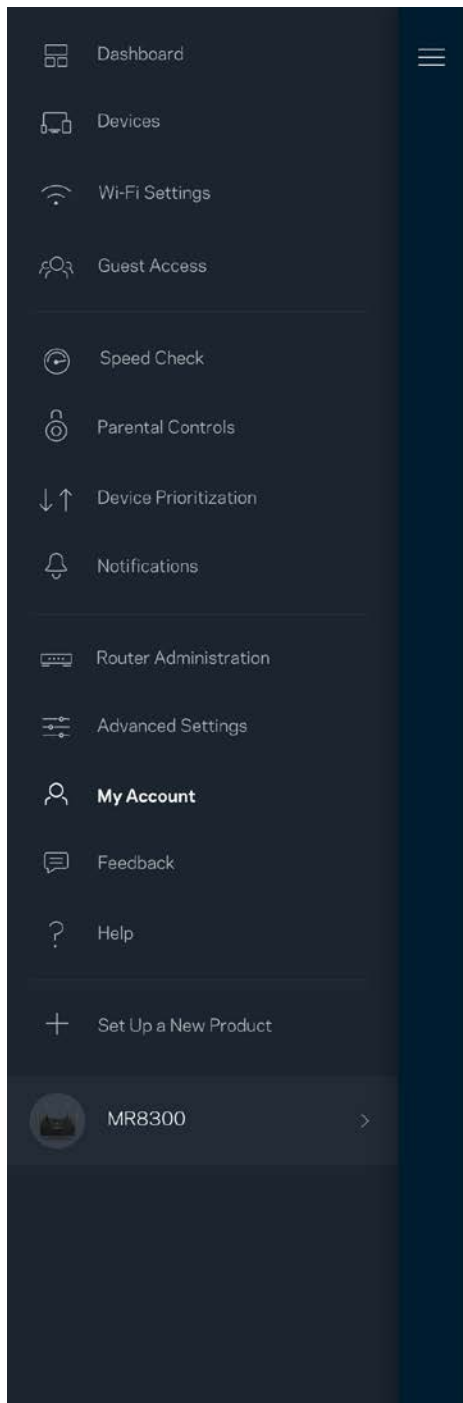 Dashboard
Devices
Wi-Fi Settings
Guest Access
Speed Check
Parental Controls
Device Prioritization
Notifications
Router Administration
Advanced Settings
My Account
Feedback
Help
Set Up a New Product
MR8300